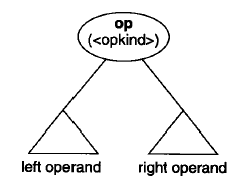 op
(<opkind>)
left operand right operand